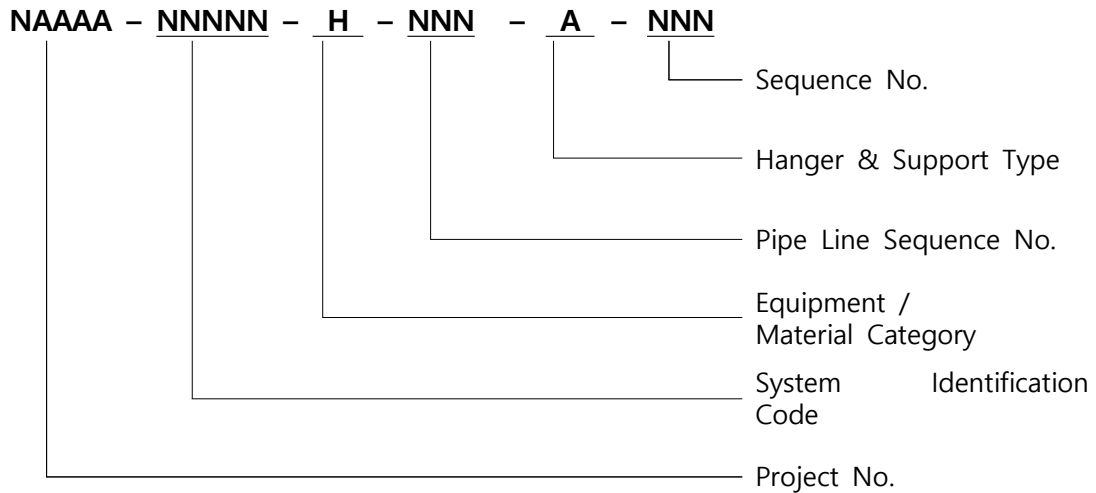 NAAAA – NNNNN – H – NNN – A – NNN
Sequence No.
Hanger & Support Type
Pipe Line Sequence No.
Equipment /
Material Category
System Identification
Code
Project No.